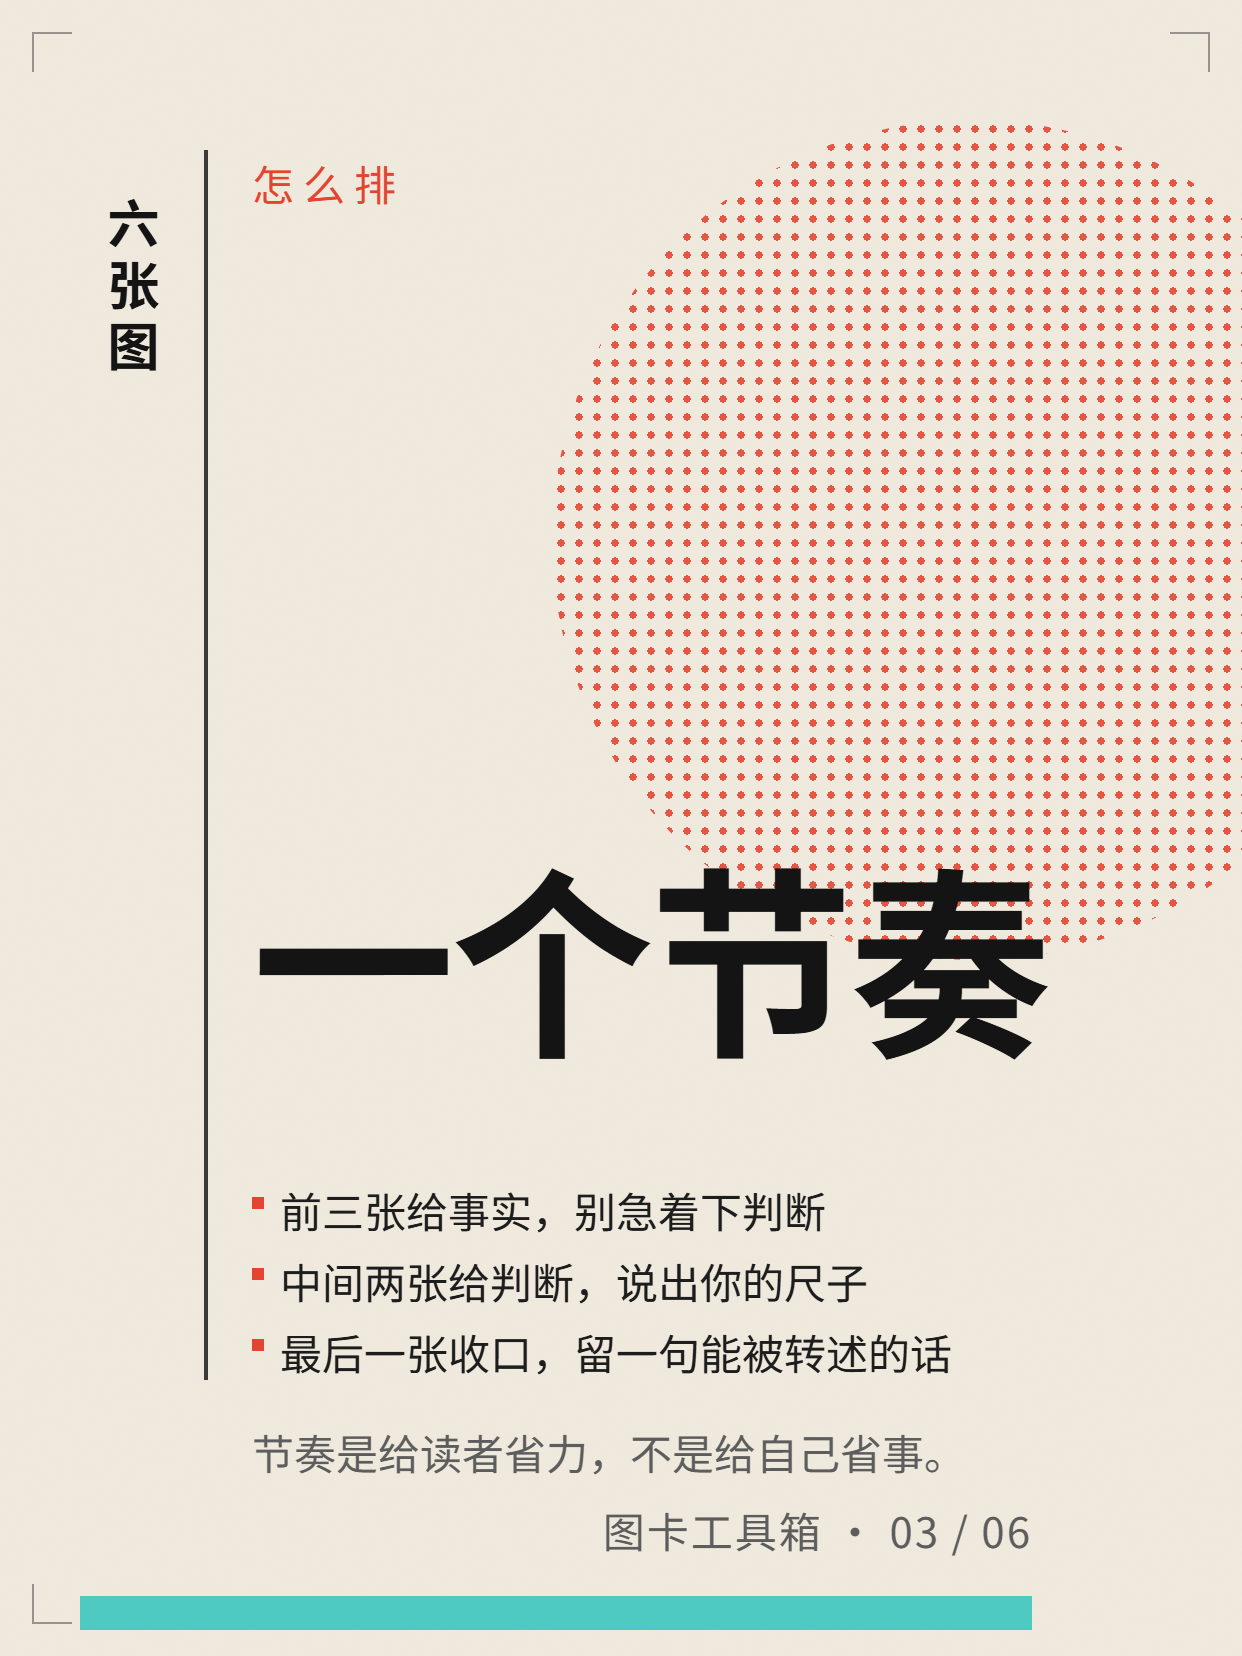 六张图
怎么排
一个节奏
前三张给事实，别急着下判断
中间两张给判断，说出你的尺子
最后一张收口，留一句能被转述的话
节奏是给读者省力，不是给自己省事。
图卡工具箱 · 03 / 06